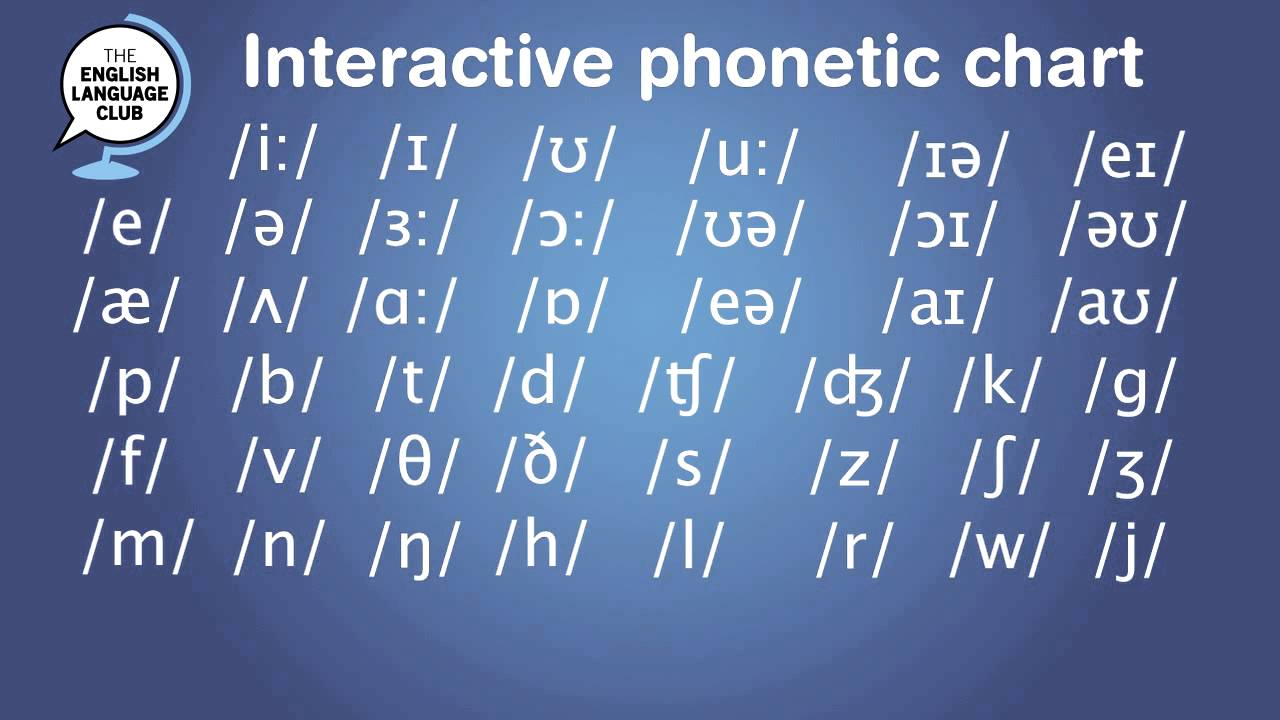 THE
ENGLISH
LANGUAGE
CLUB
Interactive phonetic chart
/iː/ /ɪ/ /ʊ/ /uː/ /ɪə/ /eɪ/
/e/ /ə/ /ɜː/ /ɔː/ /ʊə/ /ɔɪ/ /əʊ/
/æ/ /ʌ/ /ɑː/ /ɒ/ /eə/ /aɪ/ /aʊ/
/p/ /b/ /t/ /d/ /ʧ/ /ʤ/ /k/ /g/
/f/ /v/ /θ/ /ð/ /s/ /z/ /ʃ/ /ʒ/
/m/ /n/ /ŋ/ /h/ /l/ /r/ /w/ /j/